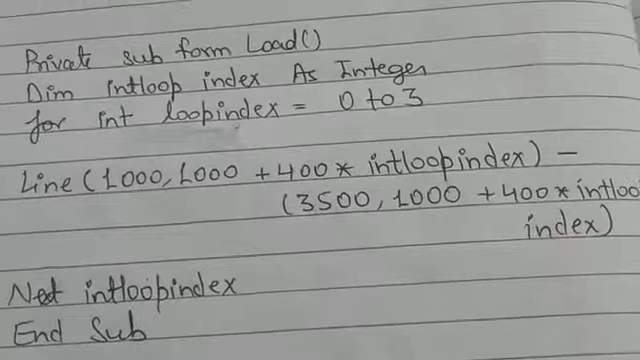 Private sub form Load()
Dim intloop index As Integer
for int loopindex = 0 to 3
Line (1000, 1000 + 400 * intloopindex) -
(3500, 1000 + 400 * intloo
index)
Next intloopindex
End Sub